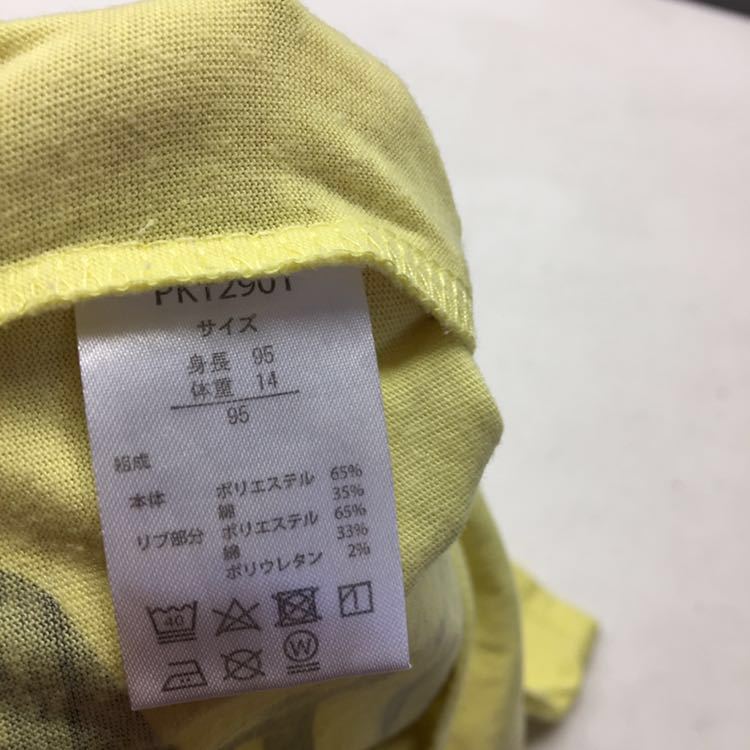 PK12901
サイズ
身長 95
体重 14
95
組成
本体 ポリエステル 65%
綿 35%
リブ部分 ポリエステル 65%
綿 33%
ポリウレタン 2%
40
W